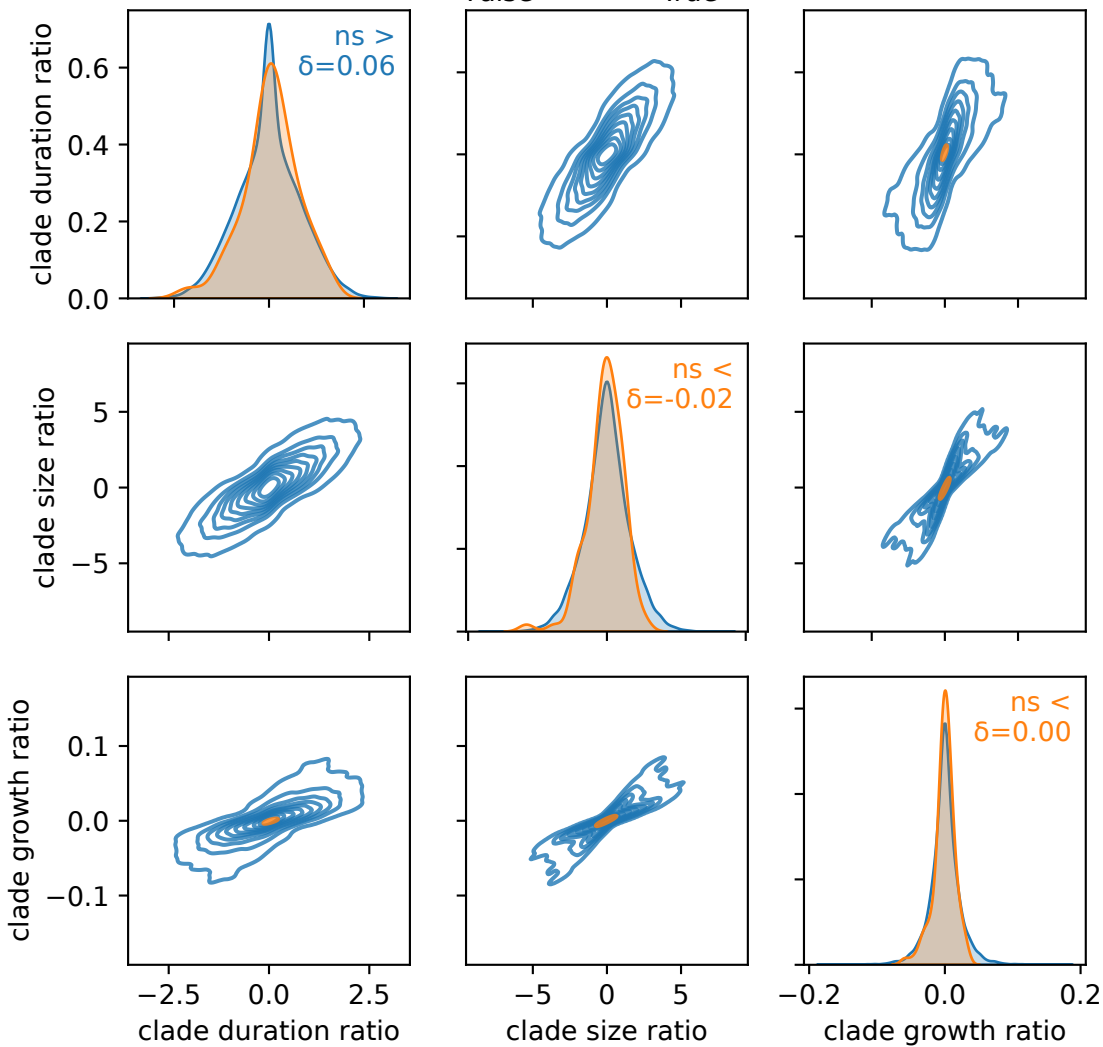 clade duration ratio
0.6
0.4
0.2
0.0
ns >
δ=0.06
−5
0
5
clade size ratio
5
0
−5
ns <
δ=-0.02
clade growth ratio
0.1
0.0
−0.1
ns <
δ=0.00
−2.5
0.0
2.5
−5
0
5
−0.2
0.0
0.2
clade duration ratio
clade size ratio
clade growth ratio